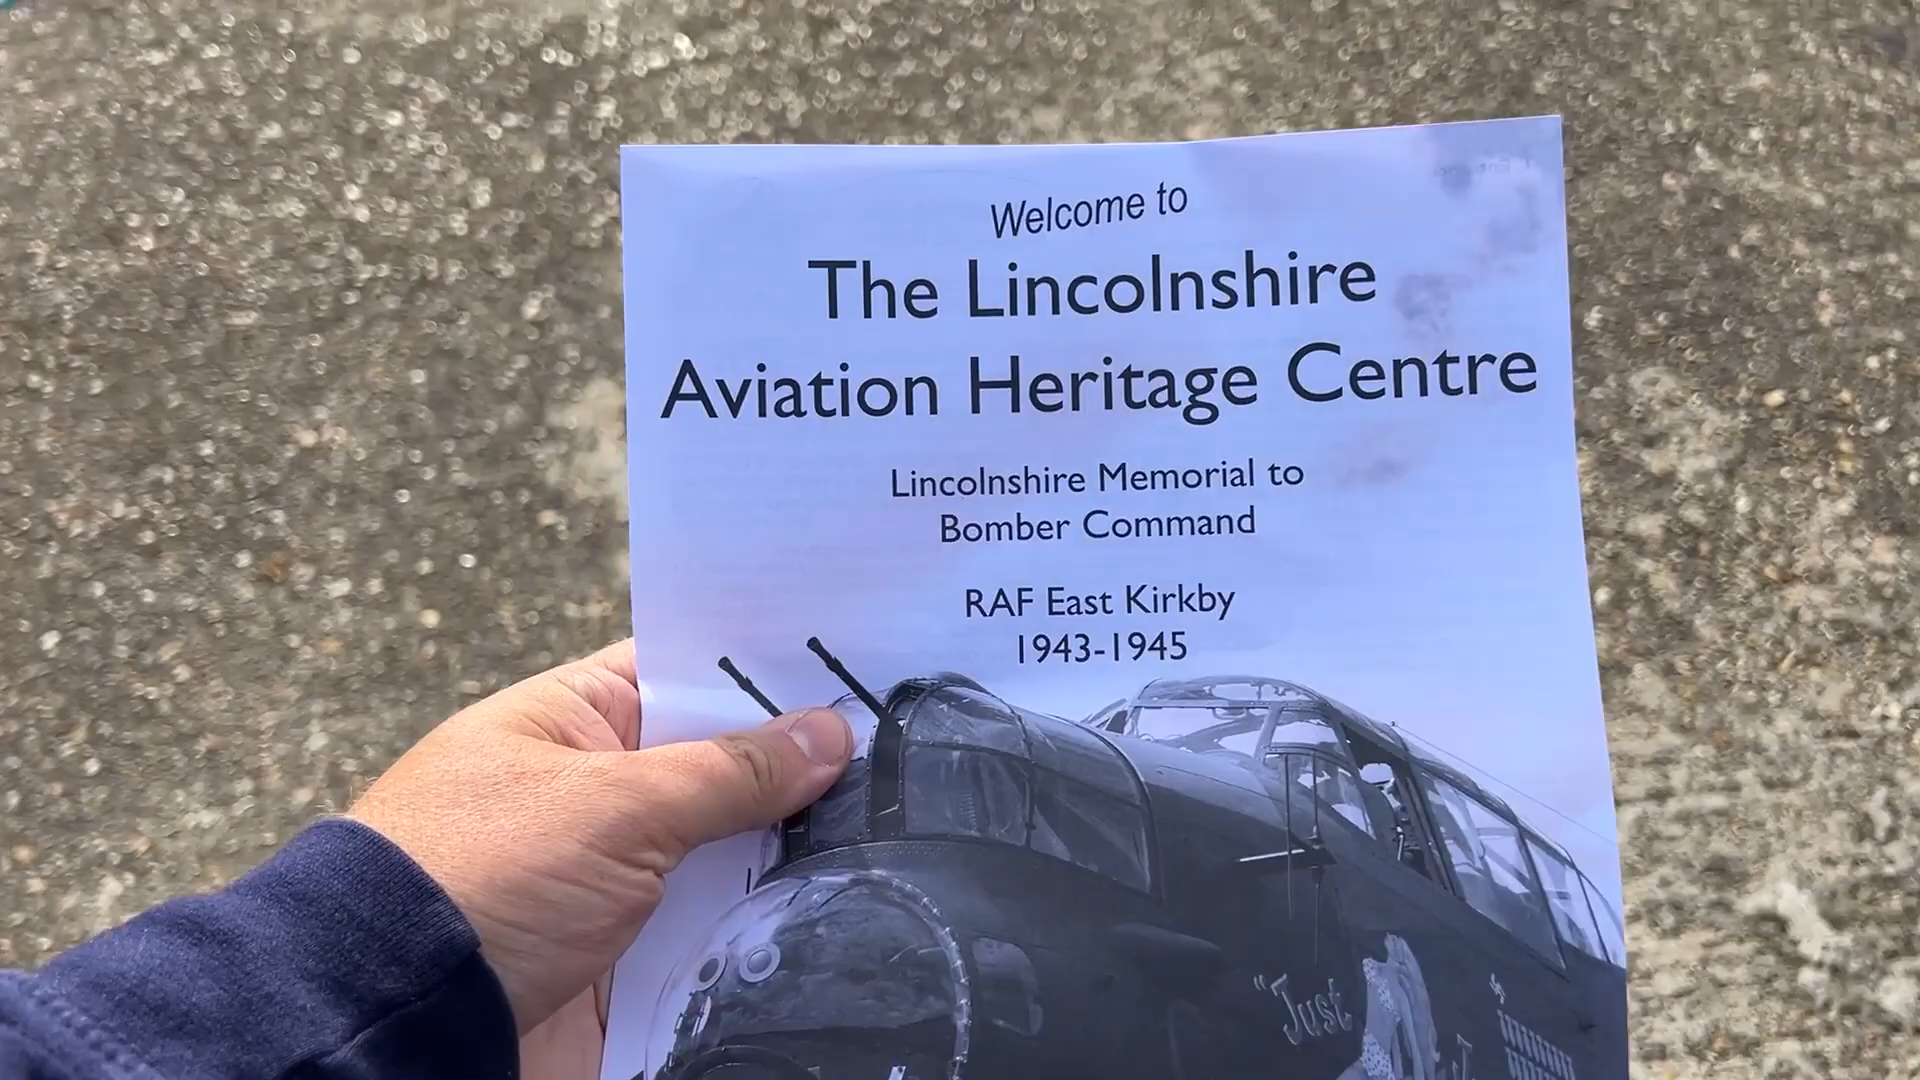 Welcome to
The Lincolnshire
Aviation Heritage Centre
Lincolnshire Memorial to
Bomber Command
RAF East Kirkby
1943-1945
"Just
J